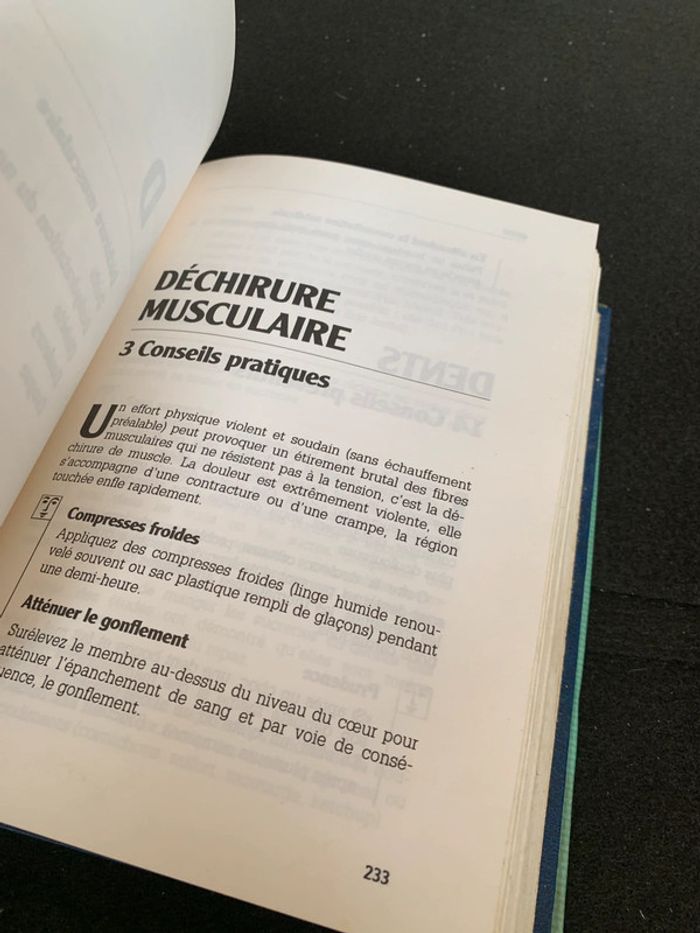 DÉCHIRURE
MUSCULAIRE
3 Conseils pratiques
Un effort physique violent et soudain (sans échauffement
préalable) peut provoquer un étirement brutal des fibres
musculaires qui ne résistent pas à la tension, c'est la dé-
chirure de muscle. La douleur est extrêmement violente, elle
s'accompagne d'une contracture ou d'une crampe, la région
touchée enfle rapidement.
Compresses froides
Appliquez des compresses froides (linge humide renou-
velé souvent ou sac plastique rempli de glaçons) pendant
une demi-heure.
Atténuer le gonflement
Surélevez le membre au-dessus du niveau du cœur pour
atténuer l'épanchement de sang et par voie de consé-
uence, le gonflement.
233
DENTS
14 Conseils
Prudence